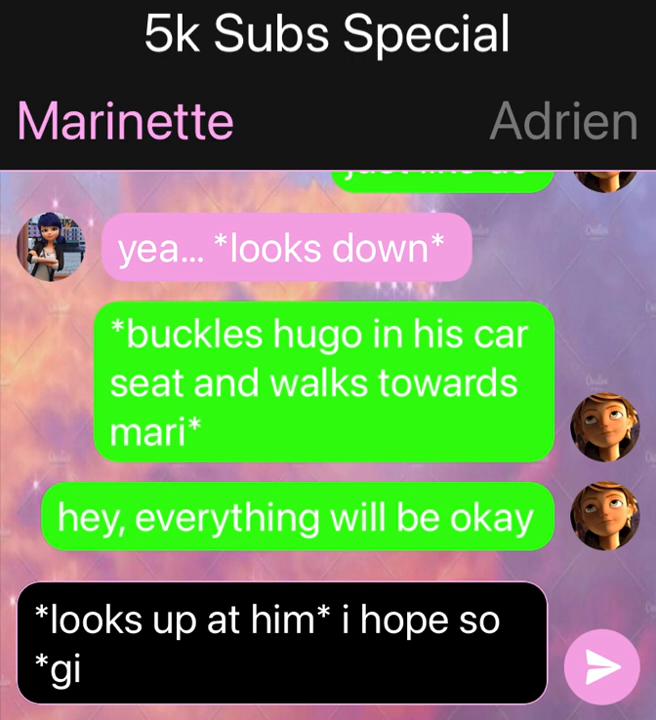 5k Subs Special
Marinette Adrien
yea... *looks down*
*buckles hugo in his car
seat and walks towards
mari*
hey, everything will be okay
*looks up at him* i hope so
*gi